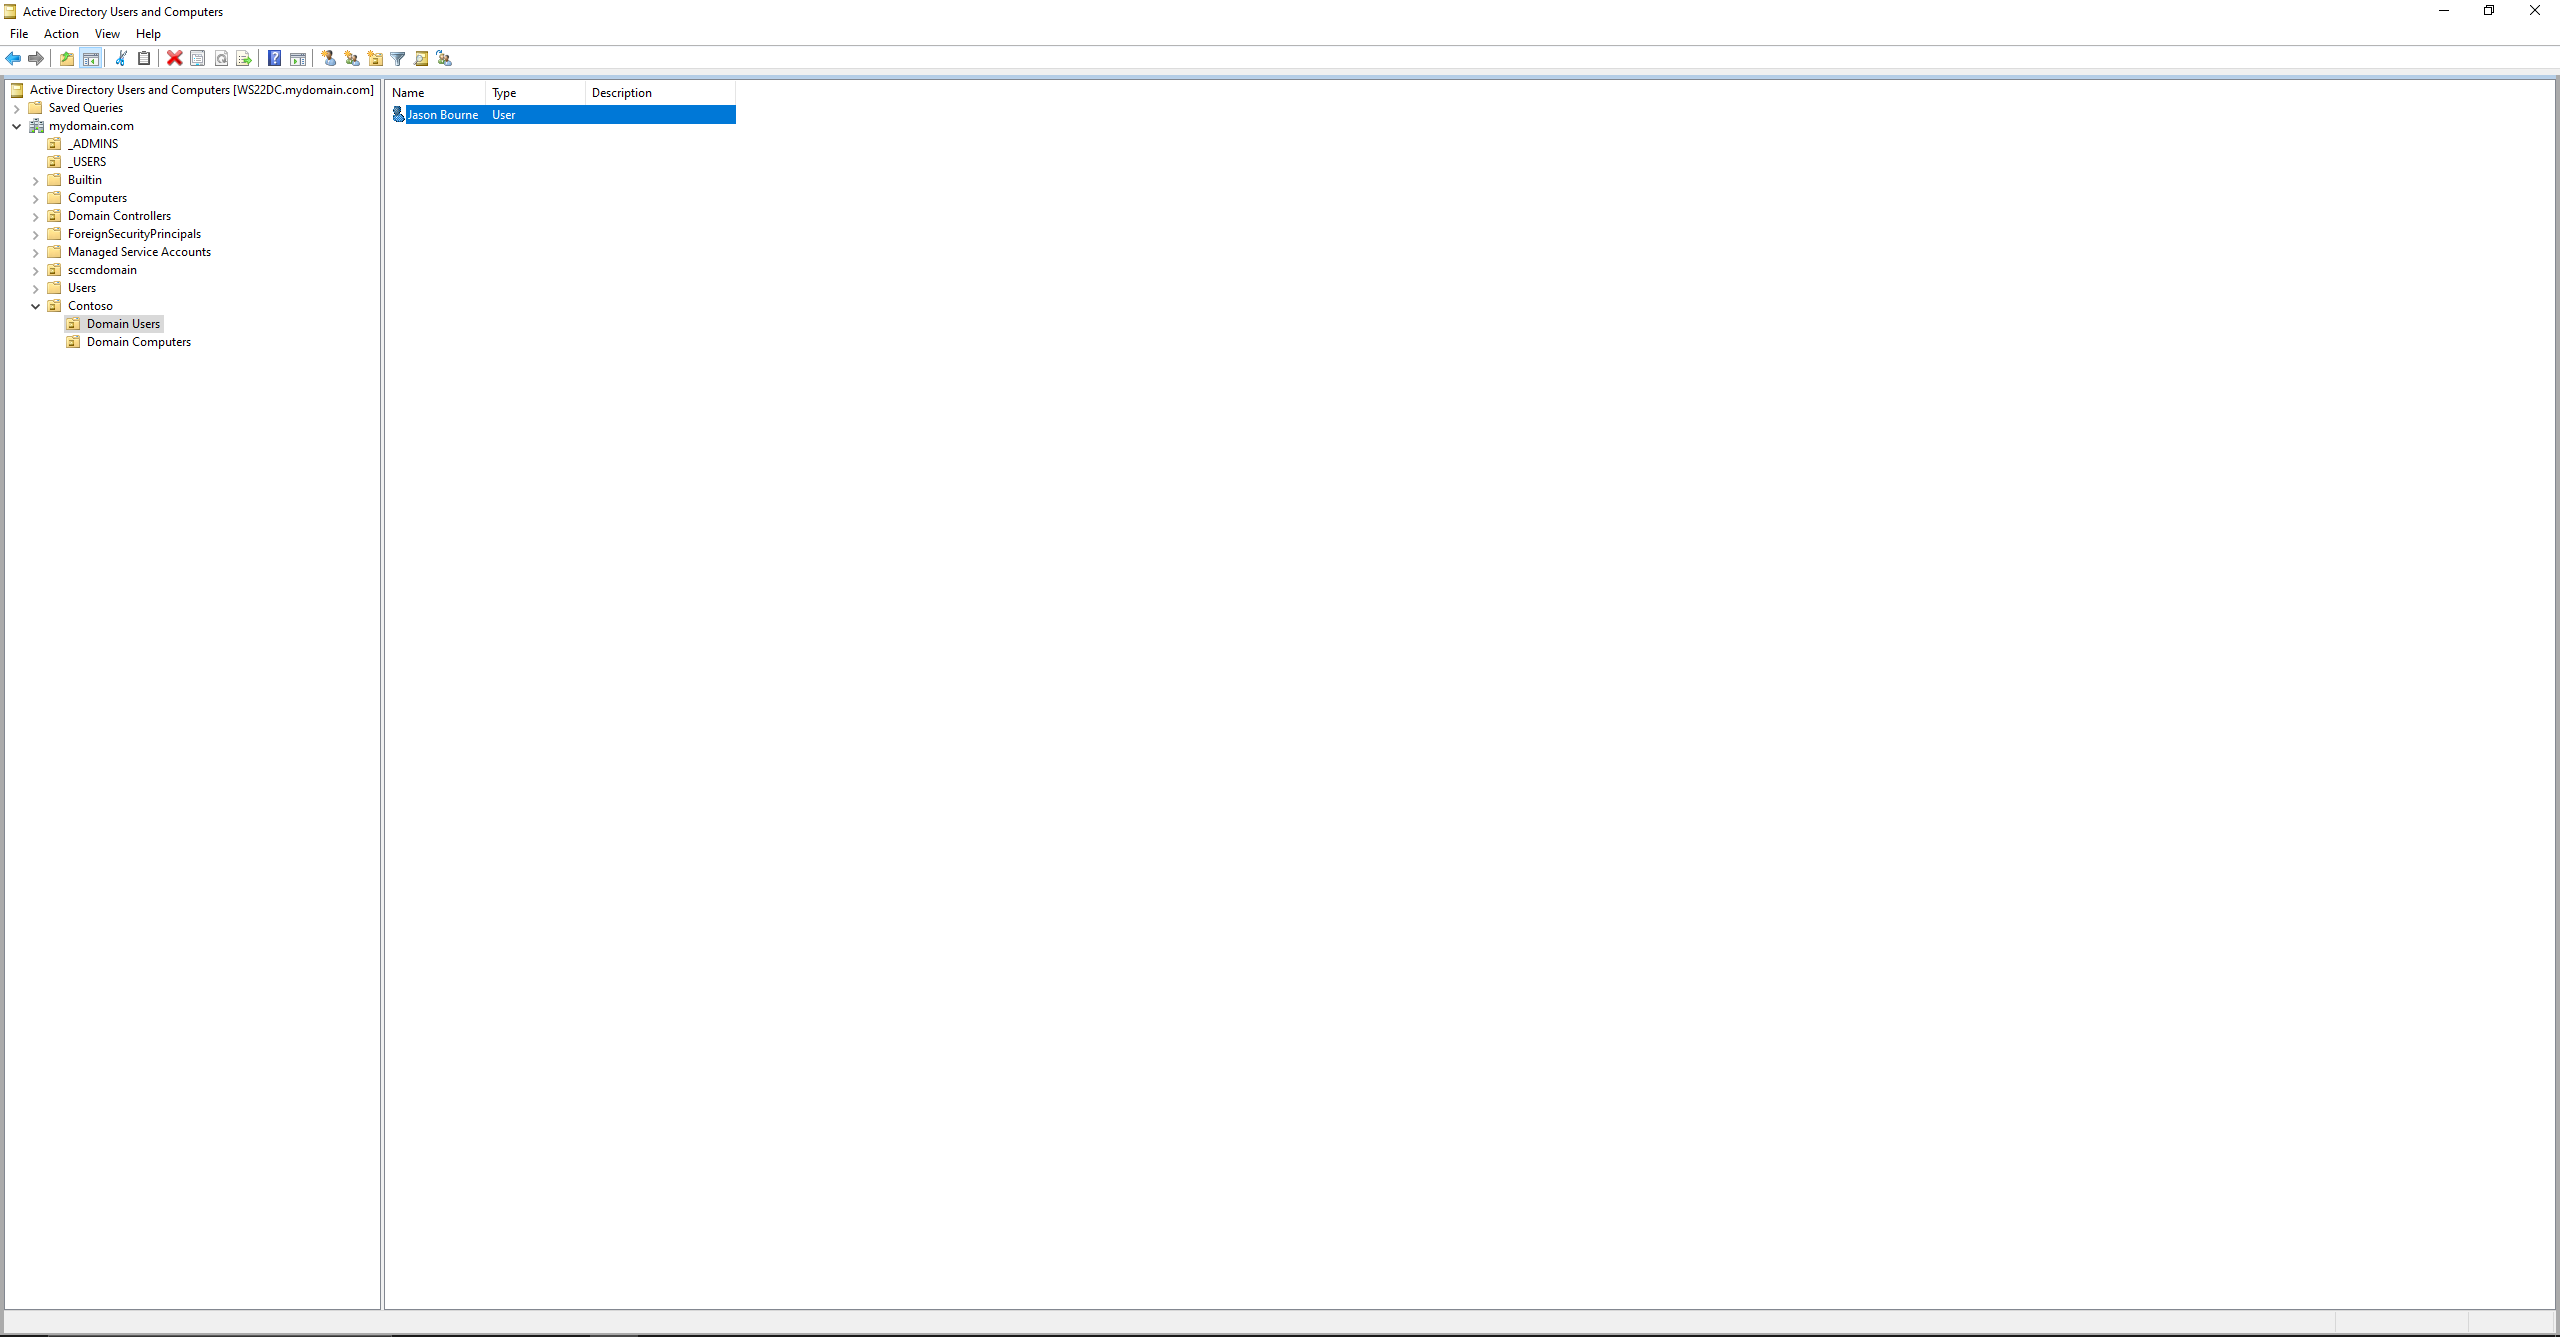 Active Directory Users and Computers
File Action View Help
Active Directory Users and Computers [WS22DC.mydomain.com]
Saved Queries
mydomain.com
_ADMINS
_USERS
Builtin
Computers
Domain Controllers
ForeignSecurityPrincipals
Managed Service Accounts
sccmdomain
Users
Contoso
Domain Users
Domain Computers
Name Type Description
Jason Bourne User